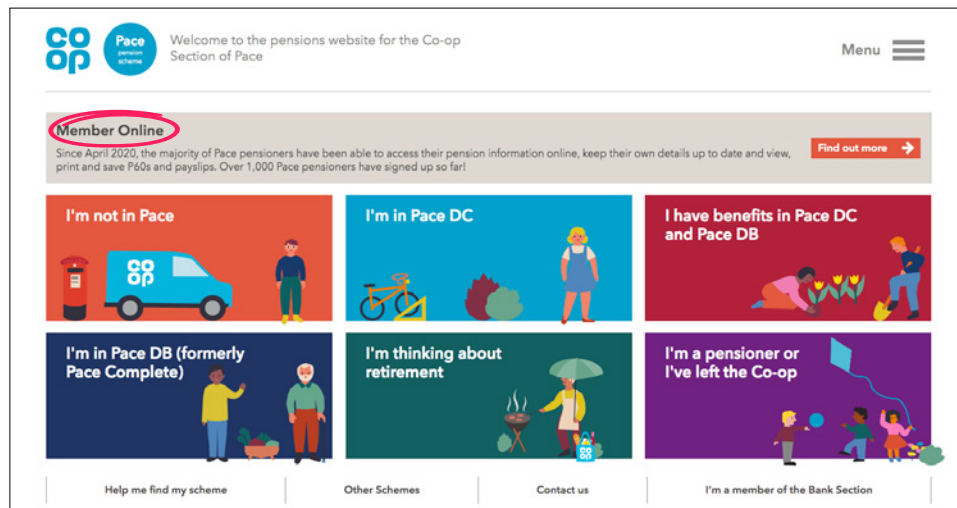 CO
OP
Pace
pension
scheme
Welcome to the pensions website for the Co-op
Section of Pace
Menu
Member Online
Since April 2020, the majority of Pace pensioners have been able to access their pension information online, keep their own details up to date and view,
print and save P60s and payslips. Over 1,000 Pace pensioners have signed up so far!
Find out more
I'm not in Pace
CO
OP
I'm in Pace DC
I have benefits in Pace DC
and Pace DB
I'm in Pace DB (formerly
Pace Complete)
I'm thinking about
retirement
CO
OP
I'm a pensioner or
I've left the Co-op
Help me find my scheme
Other Schemes
Contact us
I'm a member of the Bank Section